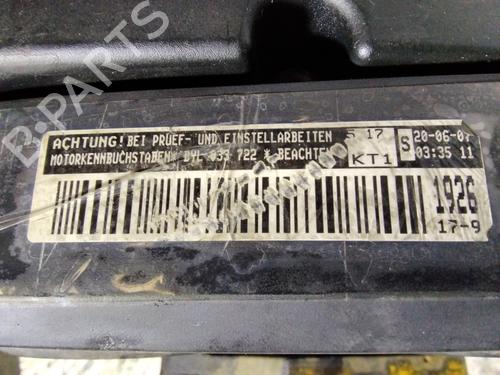 ACHTUNG! BEI PRUEF- UND EINSTELLARBEITEN
MOTORKENNBUCHSTABEN* 033 722 * BEACHTEN
5 17
KT1
S
20-06-07
03:35 11
1926
17-9
B-Parts